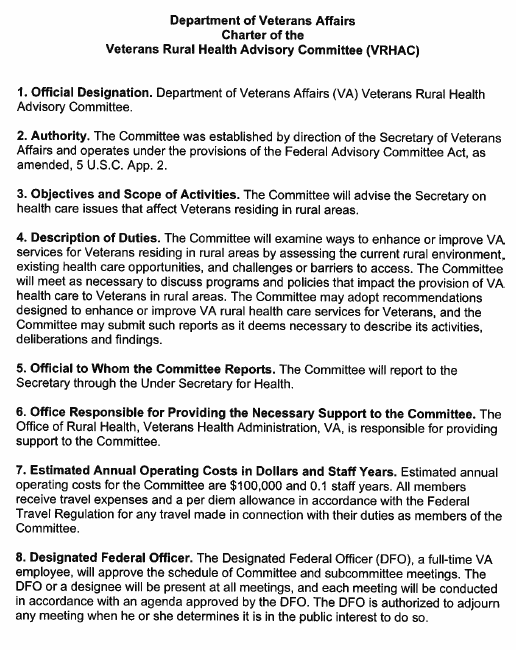 Department of Veterans Affairs
Charter of the
Veterans Rural Health Advisory Committee (VRHAC)
1. Official Designation. Department of Veterans Affairs (VA) Veterans Rural Health
Advisory Committee.
2. Authority. The Committee was established by direction of the Secretary of Veterans
Affairs and operates under the provisions of the Federal Advisory Committee Act, as
amended, 5 U.S.C. App. 2.
3. Objectives and Scope of Activities. The Committee will advise the Secretary on
health care issues that affect Veterans residing in rural areas.
4. Description of Duties. The Committee will examine ways to enhance or improve VA
services for Veterans residing in rural areas by assessing the current rural environment,
existing health care opportunities, and challenges or barriers to access. The Committee
will meet as necessary to discuss programs and policies that impact the provision of VA
health care to Veterans in rural areas. The Committee may adopt recommendations
designed to enhance or improve VA rural health care services for Veterans, and the
Committee may submit such reports as it deems necessary to describe its activities,
deliberations and findings.
5. Official to Whom the Committee Reports. The Committee will report to the
Secretary through the Under Secretary for Health.
6. Office Responsible for Providing the Necessary Support to the Committee. The
Office of Rural Health, Veterans Health Administration, VA, is responsible for providing
support to the Committee.
7. Estimated Annual Operating Costs in Dollars and Staff Years. Estimated annual
operating costs for the Committee are $100,000 and 0.1 staff years. All members
receive travel expenses and a per diem allowance in accordance with the Federal
Travel Regulation for any travel made in connection with their duties as members of the
Committee.
8. Designated Federal Officer. The Designated Federal Officer (DFO), a full-time VA
employee, will approve the schedule of Committee and subcommittee meetings. The
DFO or a designee will be present at all meetings, and each meeting will be conducted
in accordance with an agenda approved by the DFO. The DFO is authorized to adjourn
any meeting when he or she determines it is in the public interest to do so.